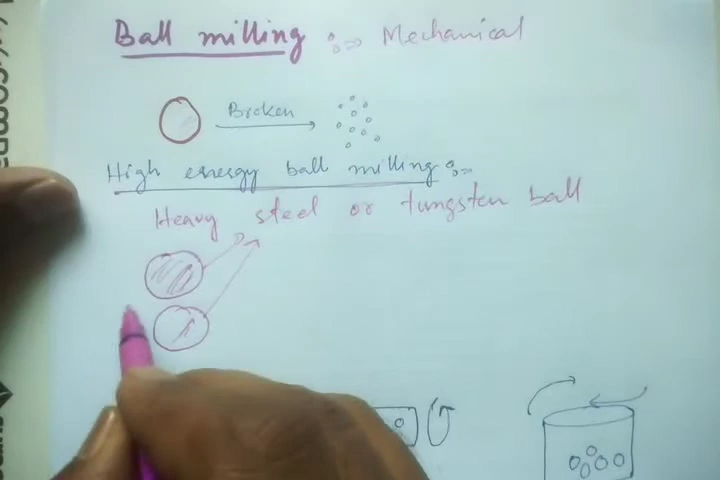 Ball milling :⇒ Mechanical
Broken
High energy ball milling :=
Heavy steel or tungsten ball